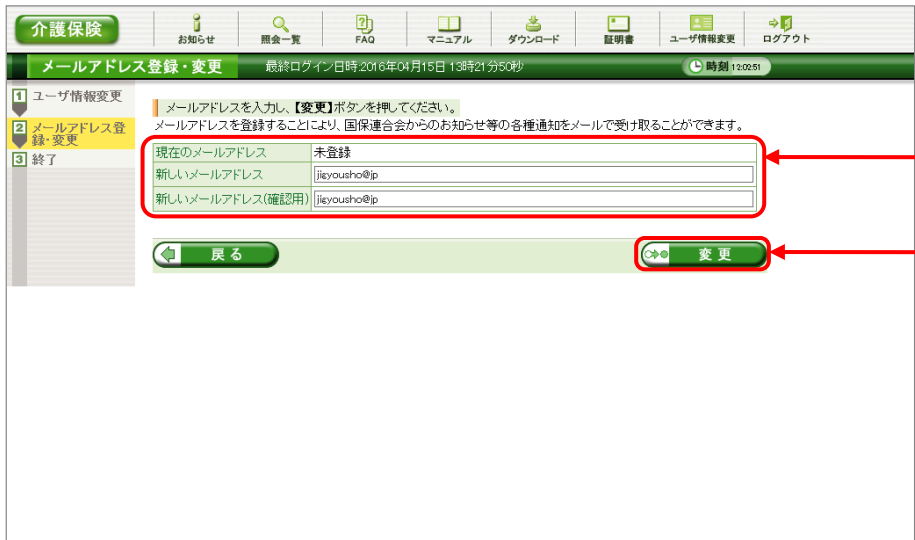 介護保険
お知らせ
照会一覧
FAQ
マニュアル
ダウンロード
証明書
ユーザ情報変更
ログアウト
メールアドレス登録・変更
最終ログイン日時:2016年04月15日 13時21分50秒
時刻 12:02:51
1 ユーザ情報変更
2 メールアドレス登
録・変更
3 終了
メールアドレスを入力し、【変更】ボタンを押してください。
メールアドレスを登録することにより、国保連合会からのお知らせ等の各種通知をメールで受け取ることができます。
現在のメールアドレス 未登録
新しいメールアドレス jigyousho@jp
新しいメールアドレス(確認用) jigyousho@jp
戻る
変更